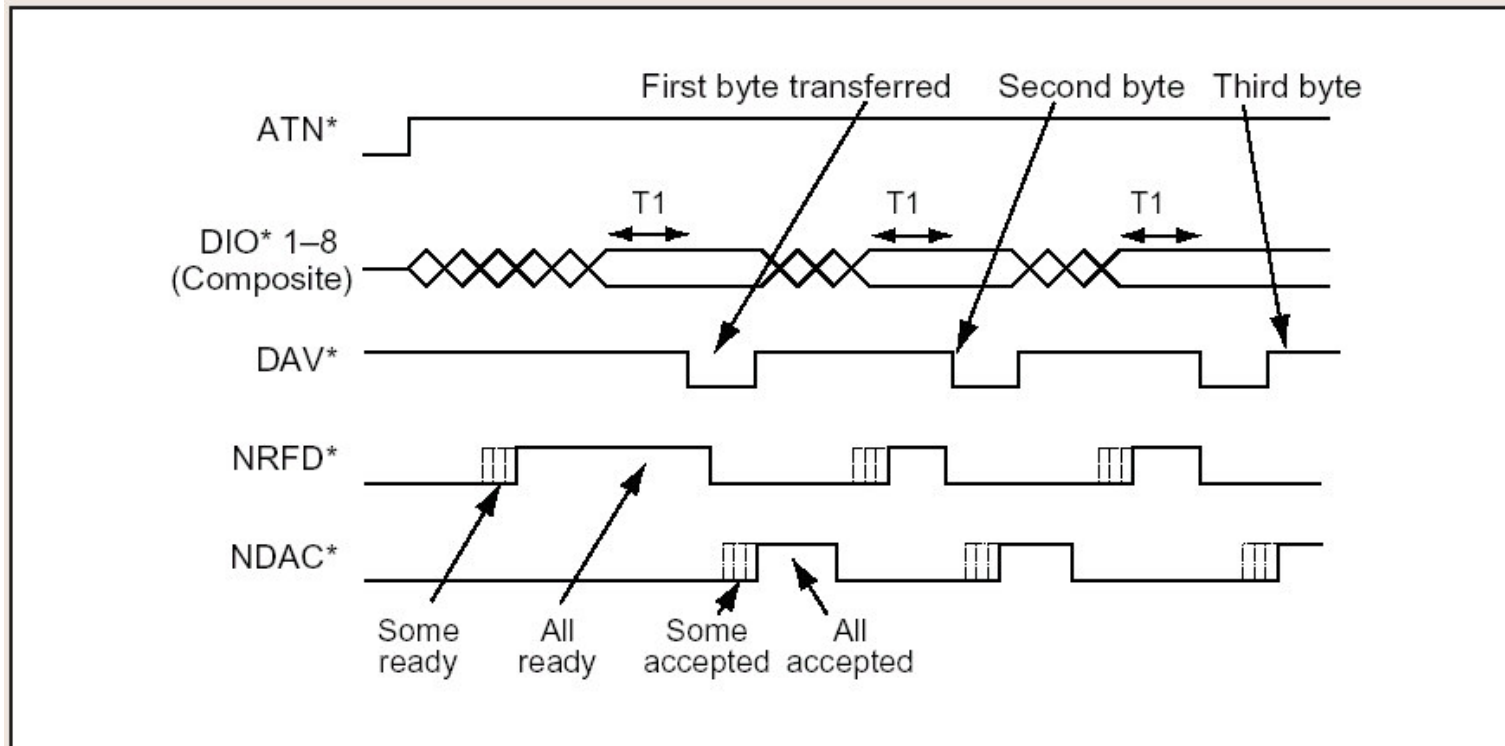 First byte transferred
Second byte
Third byte
ATN*
T1
T1
T1
DIO* 1–8
(Composite)
DAV*
NRFD*
NDAC*
Some
ready
All
ready
Some
accepted
All
accepted